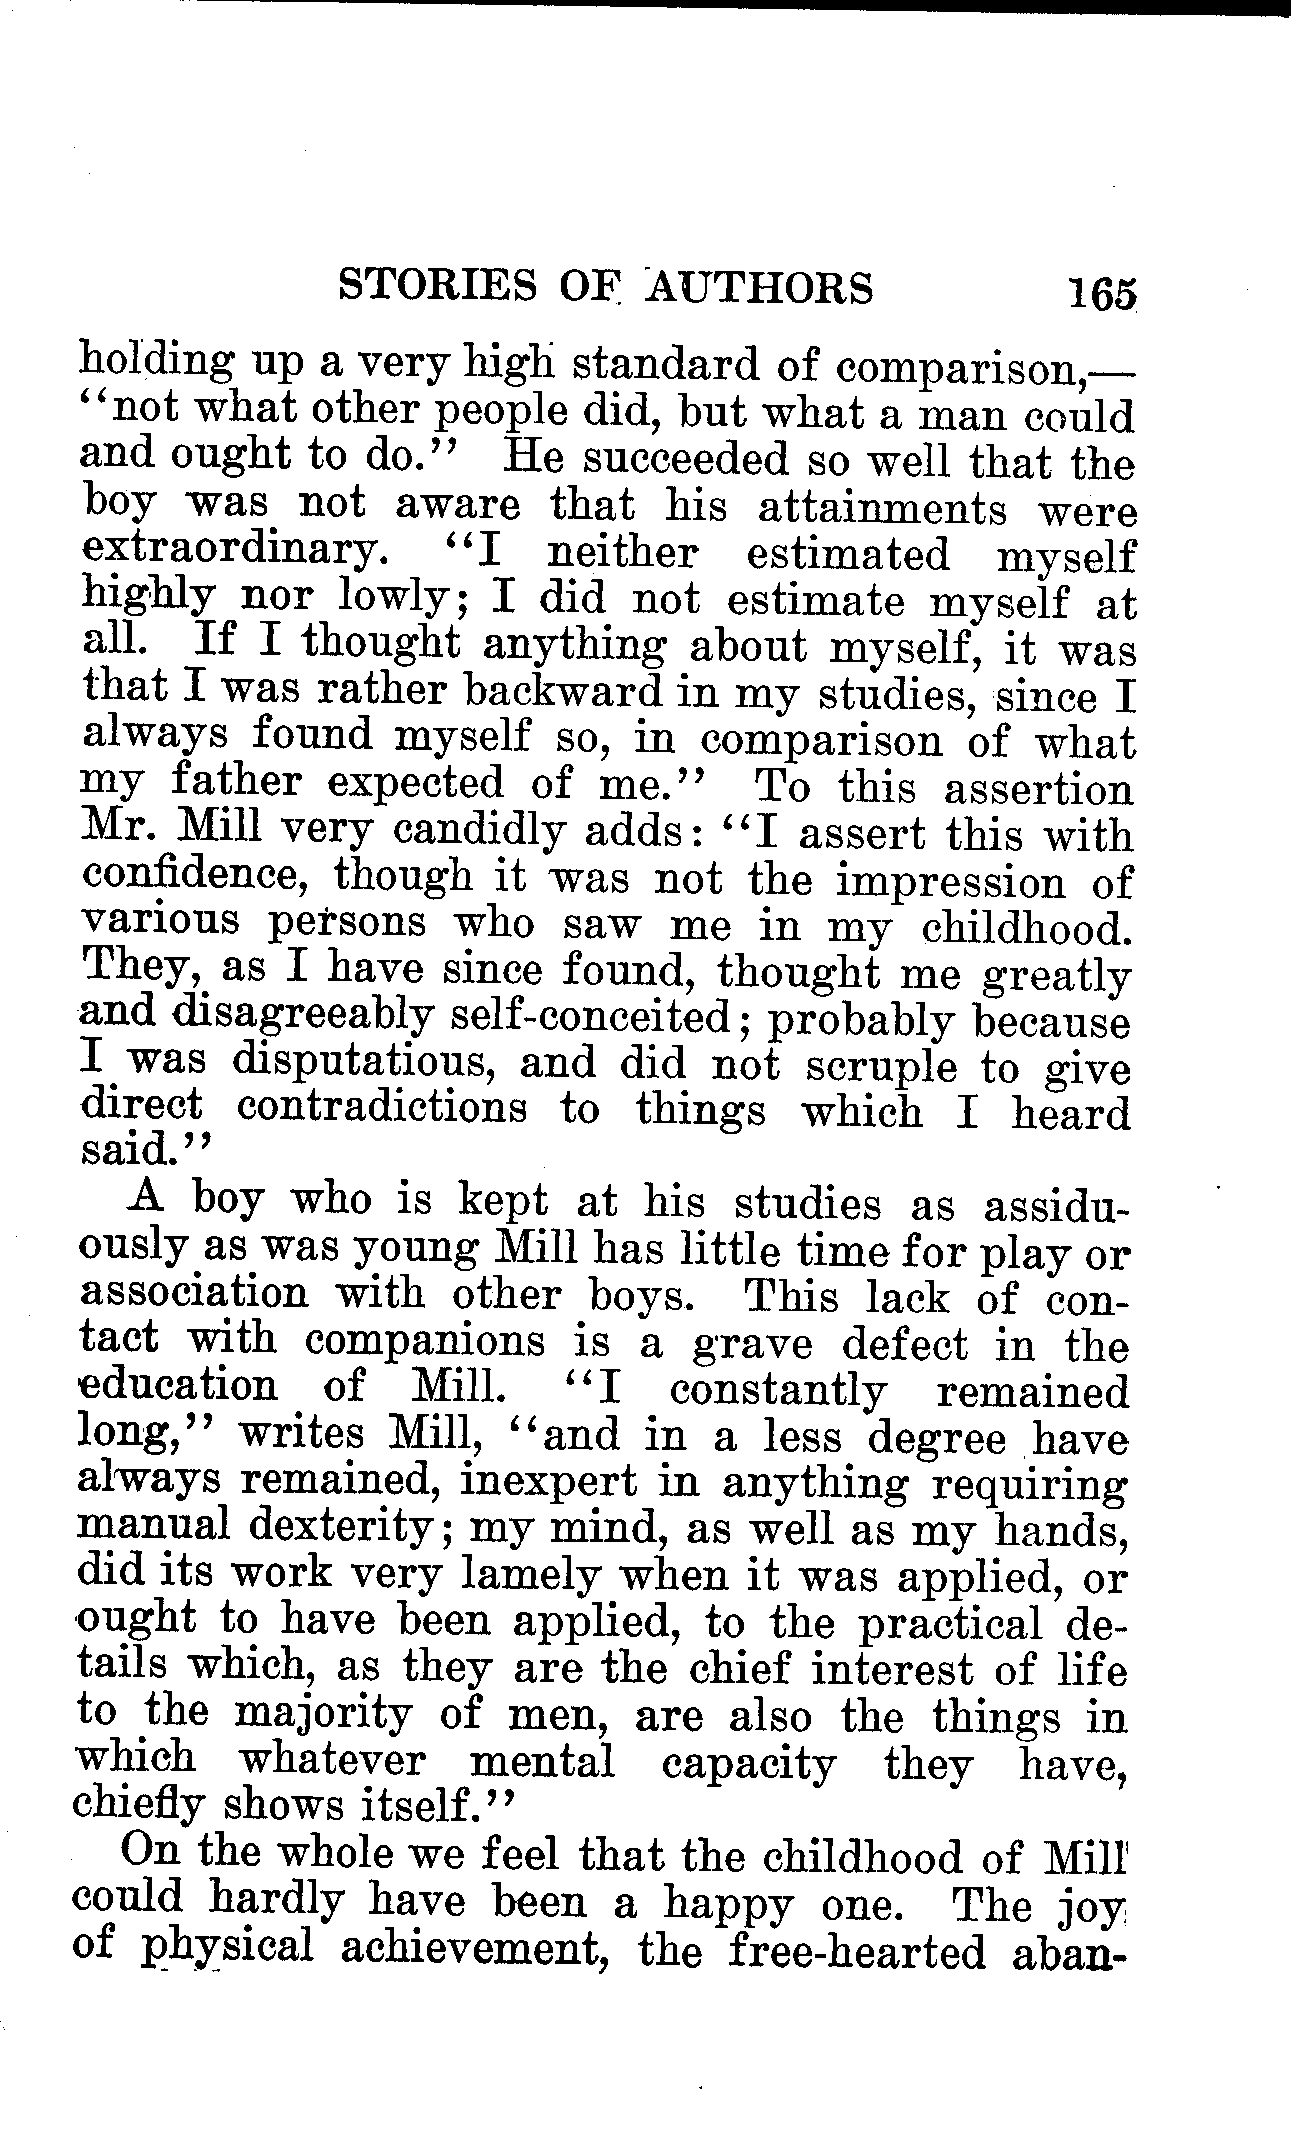 STORIES OF AUTHORS 165
holding up a very high standard of comparison,—
"not what other people did, but what a man could
and ought to do." He succeeded so well that the
boy was not aware that his attainments were
extraordinary. "I neither estimated myself
highly nor lowly; I did not estimate myself at
all. If I thought anything about myself, it was
that I was rather backward in my studies, since I
always found myself so, in comparison of what
my father expected of me." To this assertion
Mr. Mill very candidly adds: "I assert this with
confidence, though it was not the impression of
various persons who saw me in my childhood.
They, as I have since found, thought me greatly
and disagreeably self-conceited; probably because
I was disputatious, and did not scruple to give
direct contradictions to things which I heard
said."
A boy who is kept at his studies as assidu-
ously as was young Mill has little time for play or
association with other boys. This lack of con-
tact with companions is a grave defect in the
education of Mill. "I constantly remained
long," writes Mill, "and in a less degree have
always remained, inexpert in anything requiring
manual dexterity; my mind, as well as my hands,
did its work very lamely when it was applied, or
ought to have been applied, to the practical de-
tails which, as they are the chief interest of life
to the majority of men, are also the things in
which whatever mental capacity they have,
chiefly shows itself."
On the whole we feel that the childhood of Mill
could hardly have been a happy one. The joy
of physical achievement, the free-hearted aban-